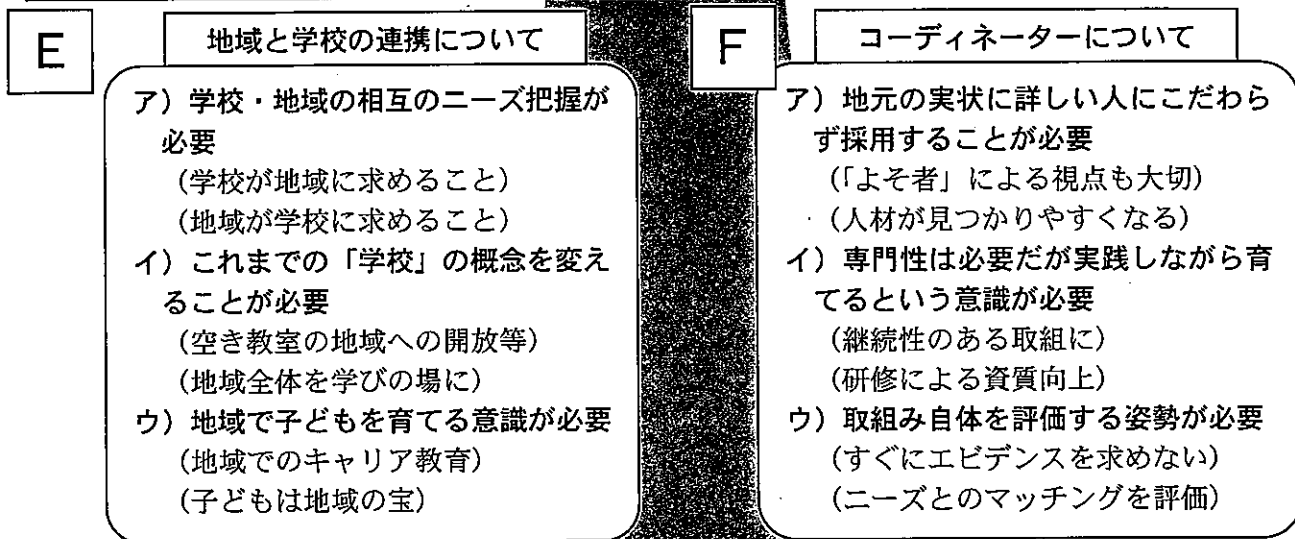 E
地域と学校の連携について
ア）学校・地域の相互のニーズ把握が
必要
（学校が地域に求めること）
（地域が学校に求めること）
イ）これまでの「学校」の概念を変え
ることが必要
（空き教室の地域への開放等）
（地域全体を学びの場に）
ウ）地域で子どもを育てる意識が必要
（地域でのキャリア教育）
（子どもは地域の宝）
F
コーディネーターについて
ア）地元の実状に詳しい人にこだわら
ず採用することが必要
（「よそ者」による視点も大切）
（人材が見つかりやすくなる）
イ）専門性は必要だが実践しながら育
てるという意識が必要
（継続性のある取組に）
（研修による資質向上）
ウ）取組み自体を評価する姿勢が必要
（すぐにエビデンスを求めない）
（ニーズとのマッチングを評価）